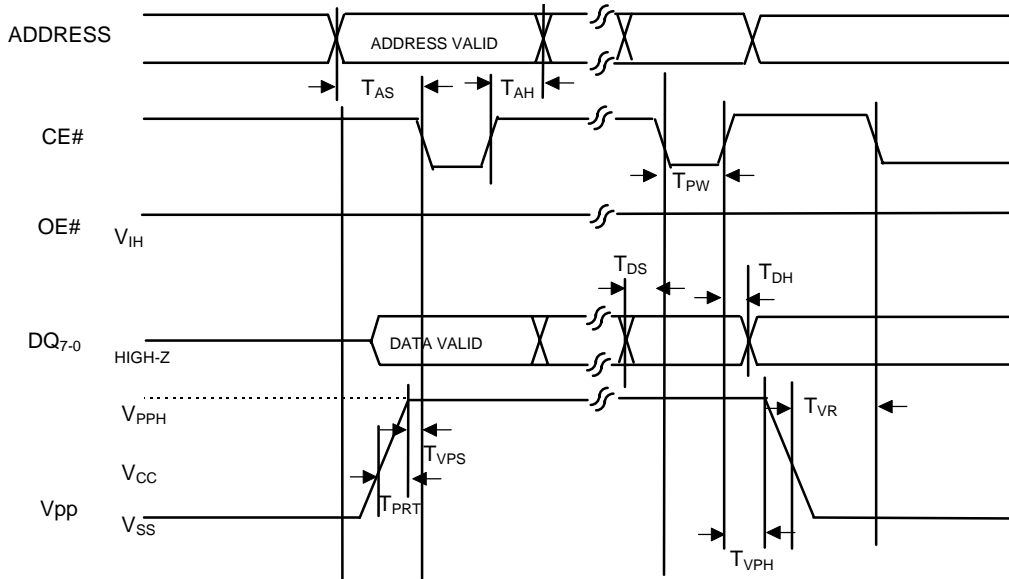 ADDRESS
ADDRESS VALID
TAS
TAH
CE#
TPW
OE#
VIH
TDS
TDH
DQ7-0
HIGH-Z
DATA VALID
VPPH
TVR
TVPS
VCC
TPRT
Vpp
VSS
TVPH